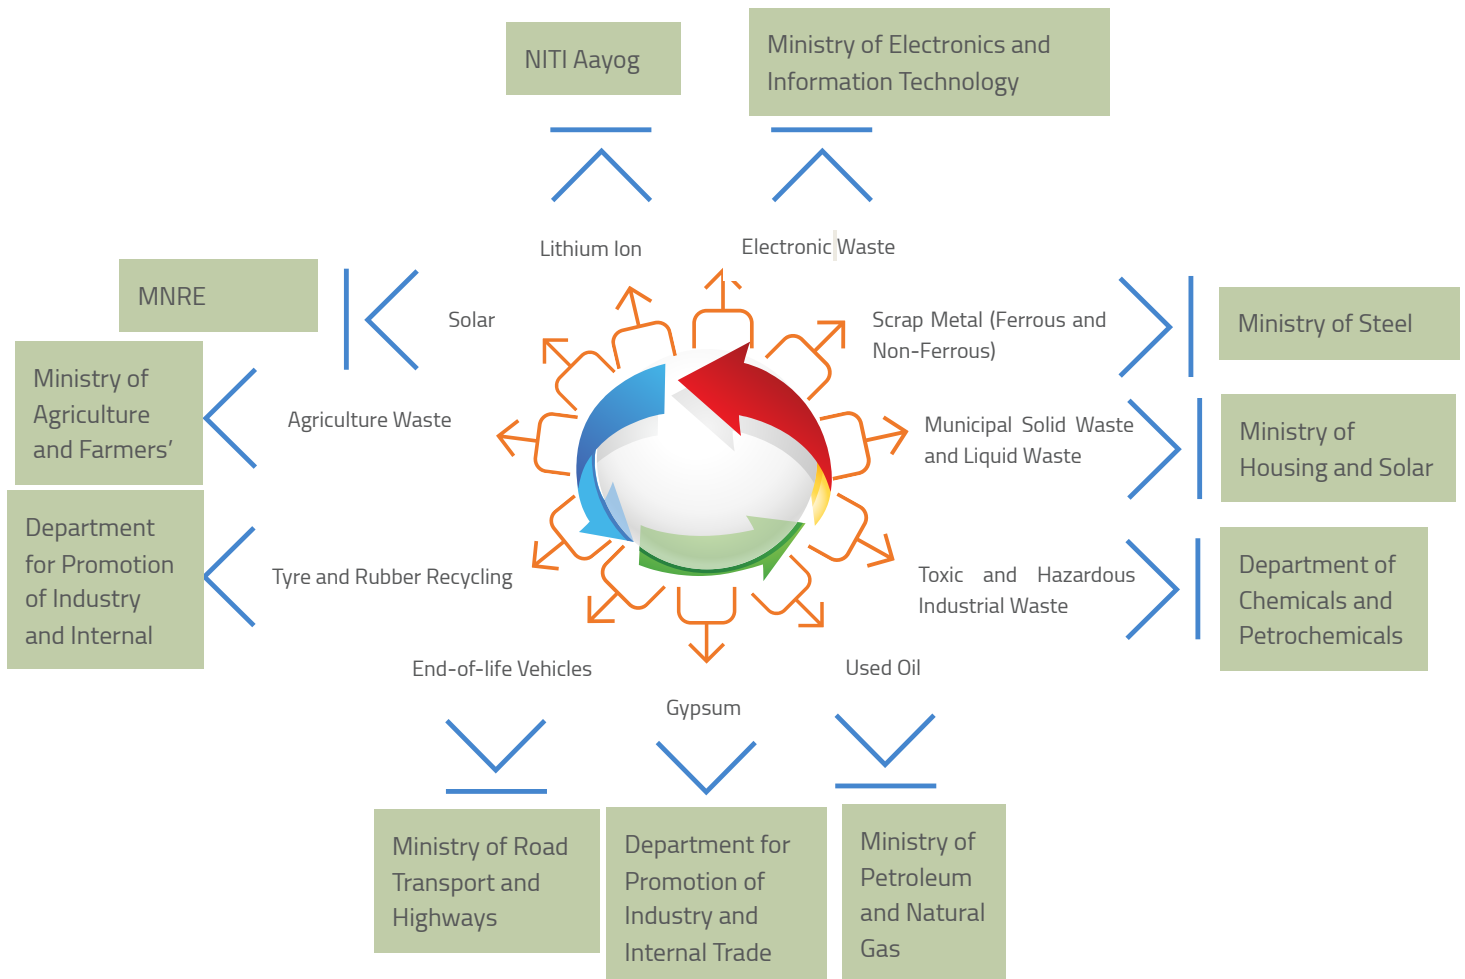 NITI Aayog
Ministry of Electronics and
Information Technology
Lithium Ion
Electronic Waste
MNRE
Solar
Scrap Metal (Ferrous and
Non-Ferrous)
Ministry of Steel
Ministry of
Agriculture
and Farmers'
Agriculture Waste
Municipal Solid Waste
and Liquid Waste
Ministry of
Housing and Solar
Department
for Promotion
of Industry
and Internal
Tyre and Rubber Recycling
Toxic and Hazardous
Industrial Waste
Department of
Chemicals and
Petrochemicals
End-of-life Vehicles
Gypsum
Used Oil
Ministry of Road
Transport and
Highways
Department for
Promotion of
Industry and
Internal Trade
Ministry of
Petroleum
and Natural
Gas